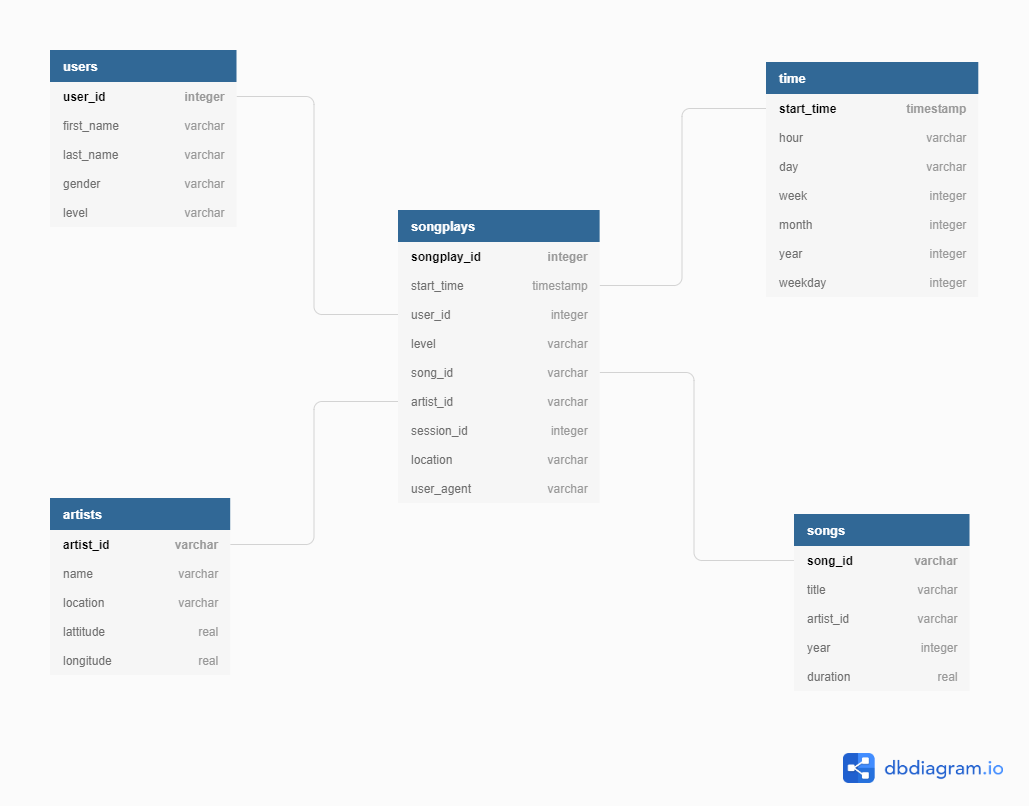 users
user_id integer
first_name varchar
last_name varchar
gender varchar
level varchar
time
start_time timestamp
hour varchar
day varchar
week integer
month integer
year integer
weekday integer
songplays
songplay_id integer
start_time timestamp
user_id integer
level varchar
song_id varchar
artist_id varchar
session_id integer
location varchar
user_agent varchar
artists
artist_id varchar
name varchar
location varchar
lattitude real
longitude real
songs
song_id varchar
title varchar
artist_id varchar
year integer
duration real
dbdiagram.io